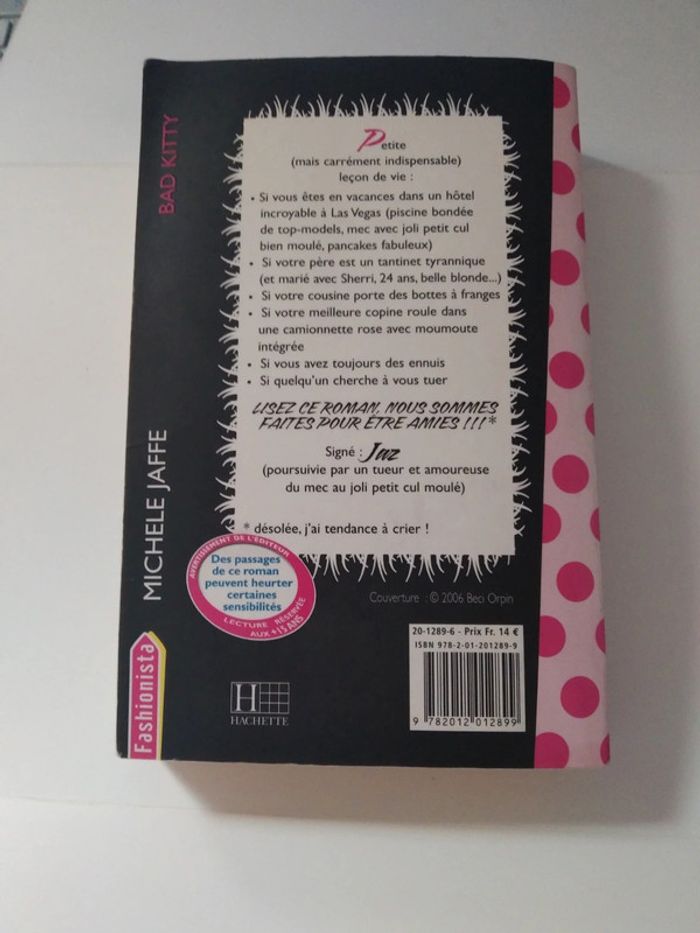 BAD KITTY
MICHELE JAFFE
Fashionista
Petite
(mais carrément indispensable)
leçon de vie :
• Si vous êtes en vacances dans un hôtel
incroyable à Las Vegas (piscine bondée
de top-models, mec avec joli petit cul
bien moulé, pancakes fabuleux)
• Si votre père est un tantinet tyrannique
(et marié avec Sherri, 24 ans, belle blonde...)
• Si votre cousine porte des bottes à franges
• Si votre meilleure copine roule dans
une camionnette rose avec moumoute
intégrée
• Si vous avez toujours des ennuis
• Si quelqu'un cherche à vous tuer
LISEZ CE ROMAN, NOUS SOMMES
FAITES POUR ÊTRE AMIES !!!*
Signé : Jaz
(poursuivie par un tueur et amoureuse
du mec au joli petit cul moulé)
* désolée, j'ai tendance à crier !
AVERTISSEMENT DE L'ÉDITEUR
Des passages
de ce roman
peuvent heurter
certaines
sensibilités
LECTURE RÉSERVÉE
AUX +15 ANS
Couverture : © 2006 Beci Orpin
H
HACHETTE
20-1289-6 - Prix Fr. 14 €
ISBN 978-2-01-201289-9
9 782012 012899